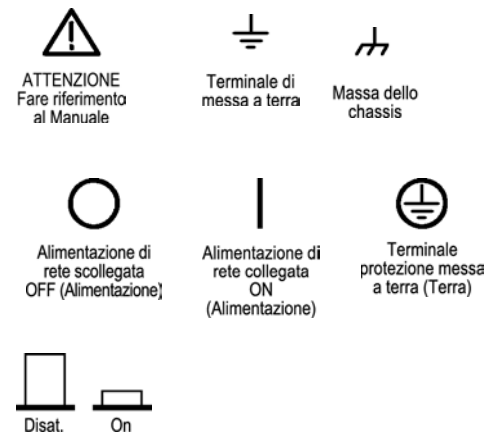 ATTENZIONE
Fare riferimento
al Manuale
Terminale di
messa a terra
Massa dello
chassis
Alimentazione di
rete scollegata
OFF (Alimentazione)
Alimentazione di
rete collegata
ON
(Alimentazione)
Terminale
protezione messa
a terra (Terra)
Disat.
On